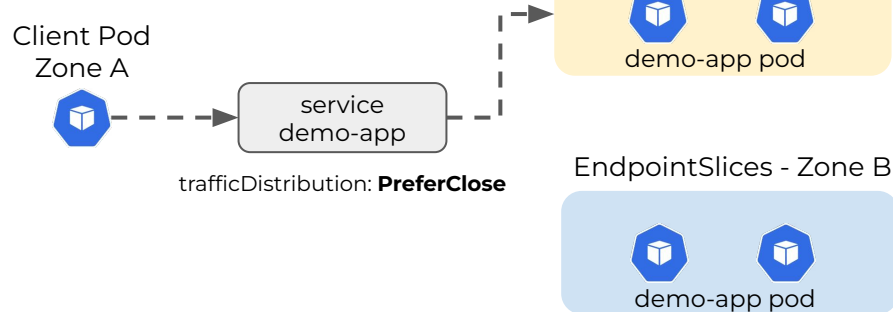 Client Pod
Zone A
service
demo-app
trafficDistribution: PreferClose
demo-app pod
EndpointSlices - Zone B
demo-app pod